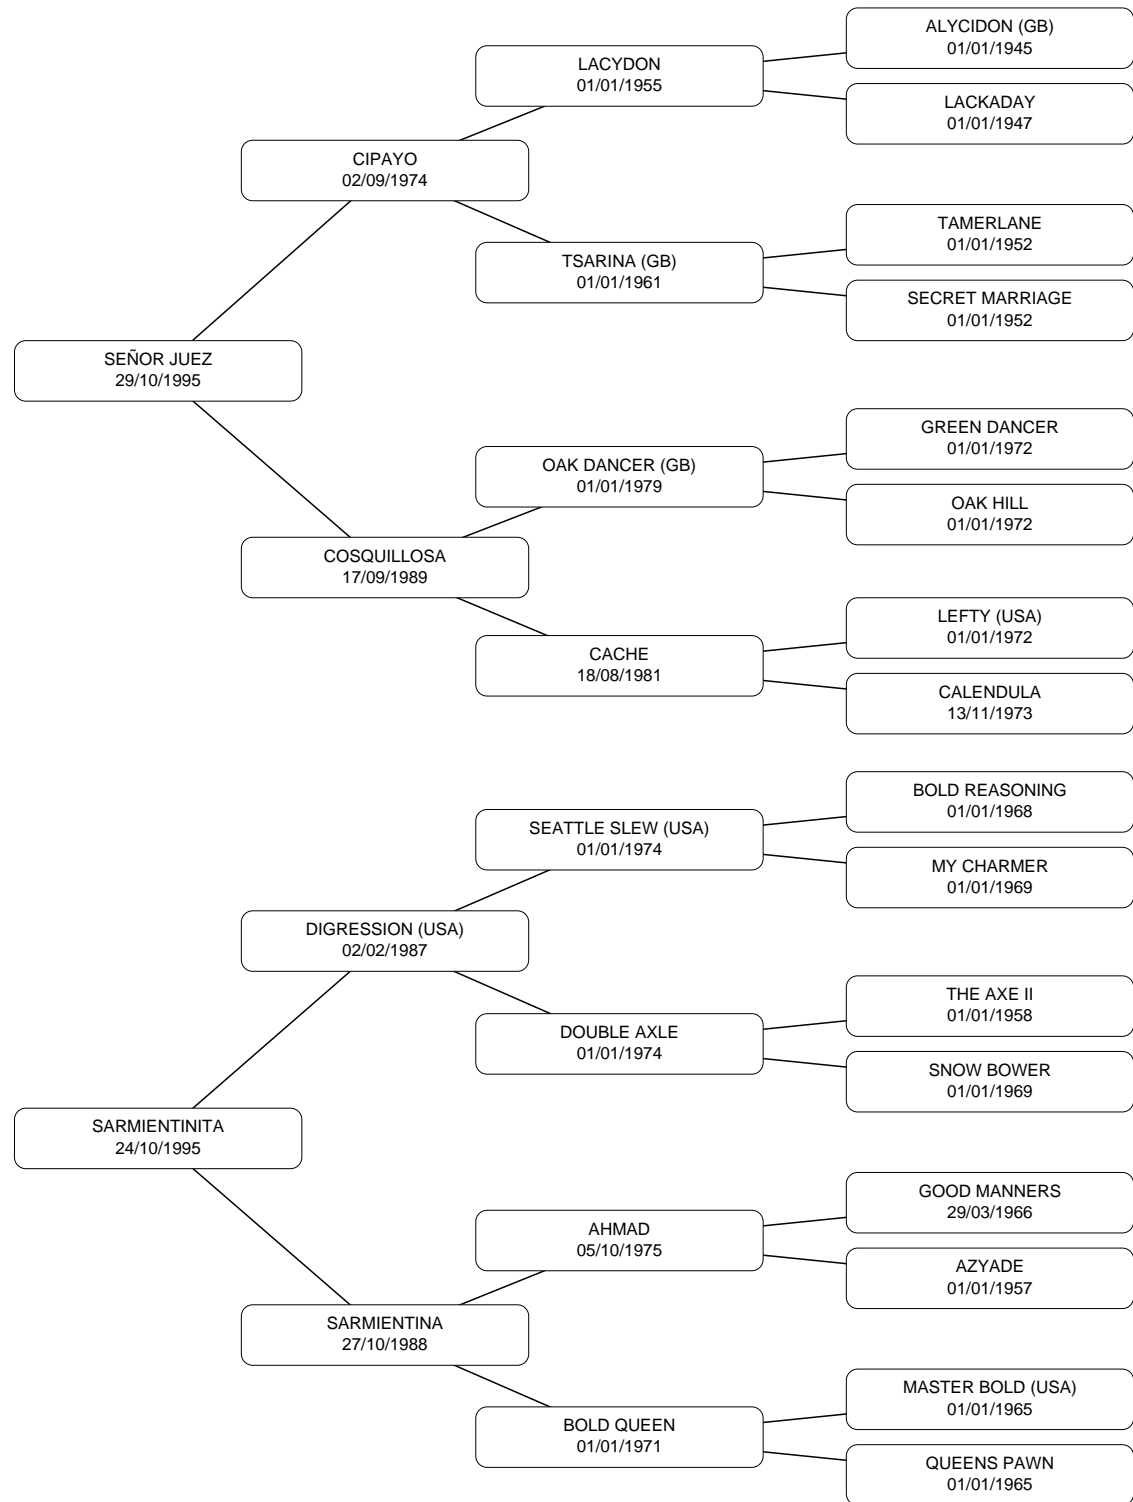 ALYCIDON (GB)
01/01/1945
LACYDON
01/01/1955
LACKADAY
01/01/1947
CIPAYO
02/09/1974
TAMERLANE
01/01/1952
TSARINA (GB)
01/01/1961
SECRET MARRIAGE
01/01/1952
SEÑOR JUEZ
29/10/1995
GREEN DANCER
01/01/1972
OAK DANCER (GB)
01/01/1979
OAK HILL
01/01/1972
COSQUILLOSA
17/09/1989
LEFTY (USA)
01/01/1972
CACHE
18/08/1981
CALENDULA
13/11/1973
BOLD REASONING
01/01/1968
SEATTLE SLEW (USA)
01/01/1974
MY CHARMER
01/01/1969
DIGRESSION (USA)
02/02/1987
THE AXE II
01/01/1958
DOUBLE AXLE
01/01/1974
SNOW BOWER
01/01/1969
SARMIENTINITA
24/10/1995
GOOD MANNERS
29/03/1966
AHMAD
05/10/1975
AZYADE
01/01/1957
SARMIENTINA
27/10/1988
MASTER BOLD (USA)
01/01/1965
BOLD QUEEN
01/01/1971
QUEENS PAWN
01/01/1965